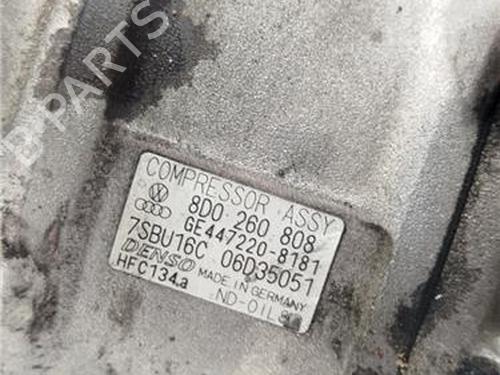 B-PARTS
COMPRESSOR ASSY
8D0 260 808
GE447220-8181
7SBU16C 06D35051
DENSO MADE IN GERMANY
HFC134a ND-OIL8